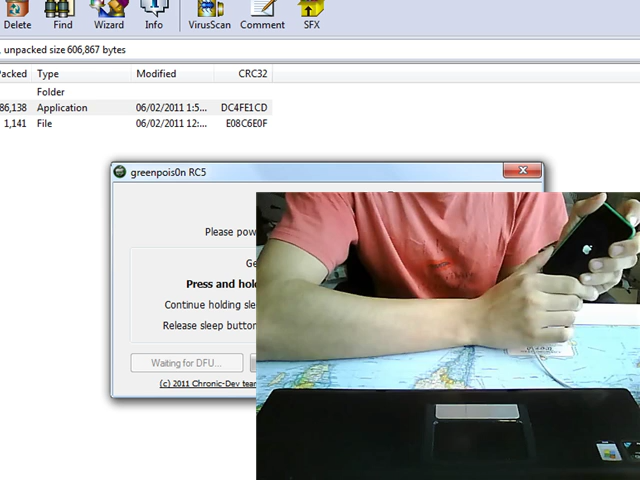 Delete Find Wizard Info VirusScan Comment SFX
unpacked size 606,867 bytes
Packed Type Modified CRC32
Folder
86,138 Application 06/02/2011 1:5... DC4FE1CD
1,141 File 06/02/2011 12:... E08C6E0F
greenpois0n RC5
Please pow
Ge
Press and hol
Continue holding sle
Release sleep button
Waiting for DFU...
(c) 2011 Chronic-Dev team